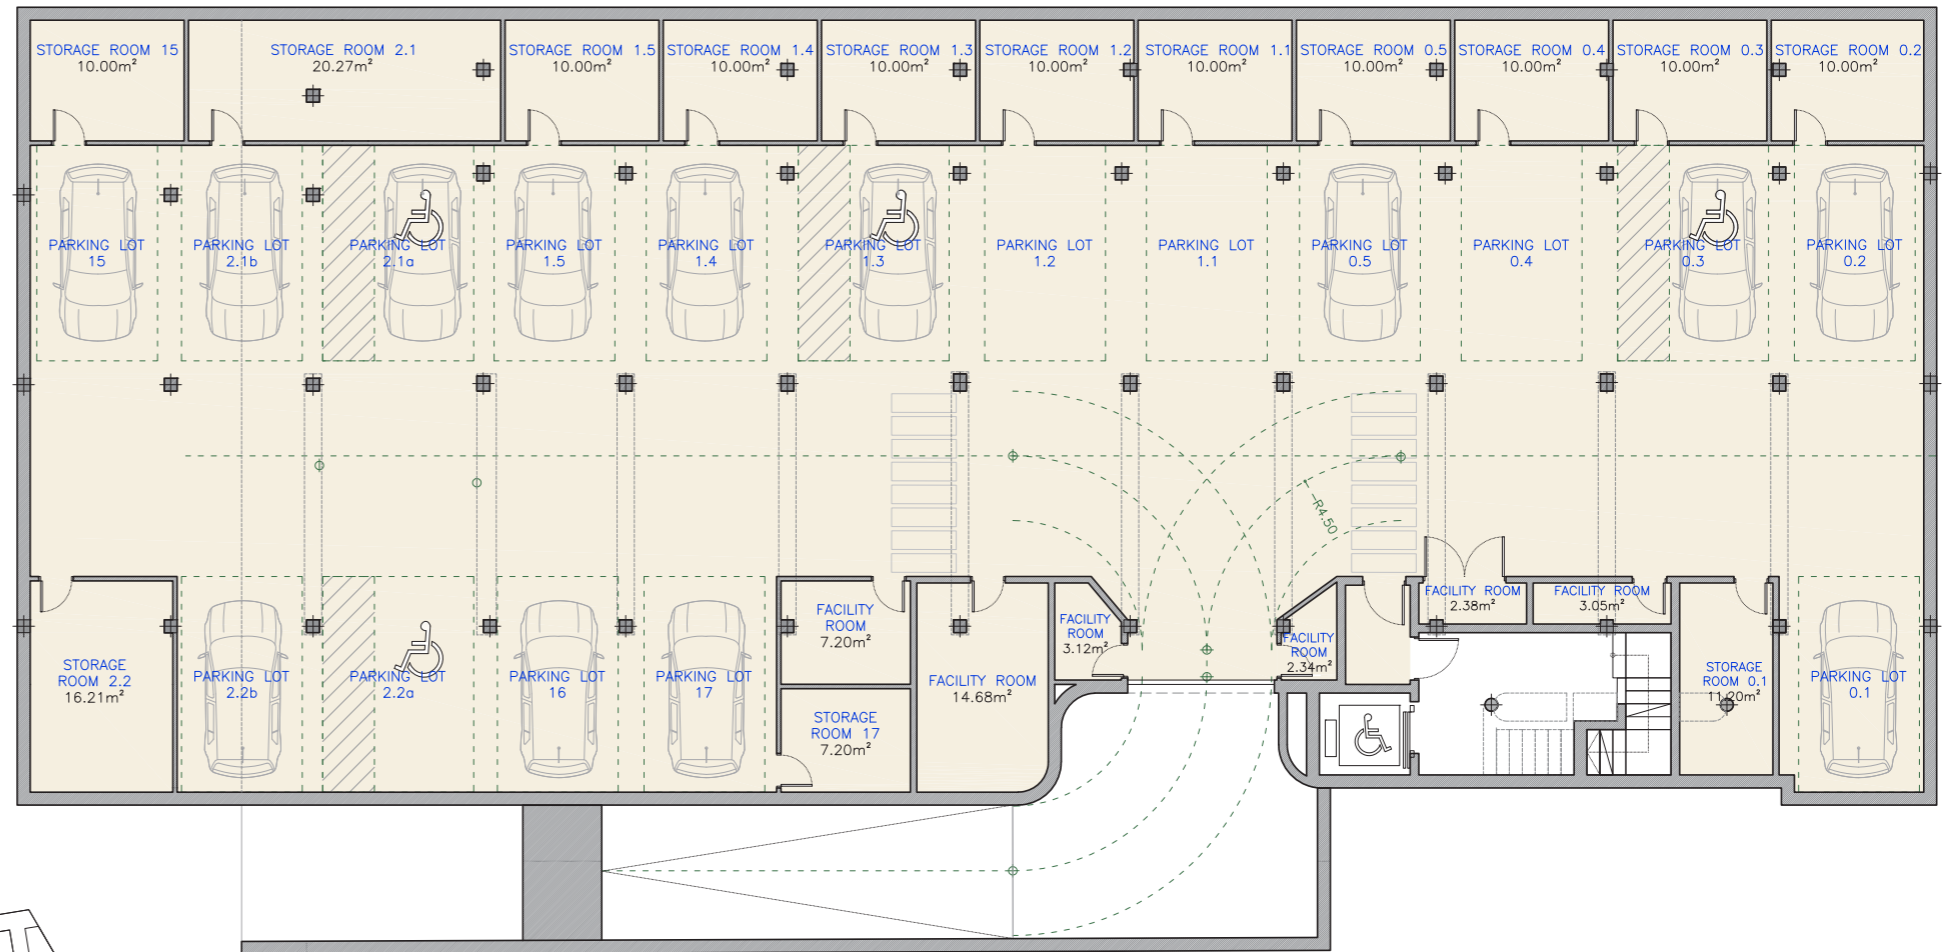 STORAGE ROOM 15
10.00m²
STORAGE ROOM 2.1
20.27m²
STORAGE ROOM 1.5
10.00m²
STORAGE ROOM 1.4
10.00m²
STORAGE ROOM 1.3
10.00m²
STORAGE ROOM 1.2
10.00m²
STORAGE ROOM 1.1
10.00m²
STORAGE ROOM 0.5
10.00m²
STORAGE ROOM 0.4
10.00m²
STORAGE ROOM 0.3
10.00m²
STORAGE ROOM 0.2
10.00m²
PARKING LOT
15
PARKING LOT
2.1b
PARKING LOT
2.1a
PARKING LOT
1.5
PARKING LOT
1.4
PARKING LOT
1.3
PARKING LOT
1.2
PARKING LOT
1.1
PARKING LOT
0.5
PARKING LOT
0.4
PARKING LOT
0.3
PARKING LOT
0.2
R4.50
STORAGE
ROOM 2.2
16.21m²
PARKING LOT
2.2b
PARKING LOT
2.2a
PARKING LOT
16
PARKING LOT
17
FACILITY
ROOM
7.20m²
STORAGE
ROOM 17
7.20m²
FACILITY ROOM
14.68m²
FACILITY
ROOM
3.12m²
FACILITY
ROOM
2.34m²
FACILITY ROOM
2.38m²
FACILITY ROOM
3.05m²
STORAGE
ROOM 0.1
11.20m²
PARKING LOT
0.1